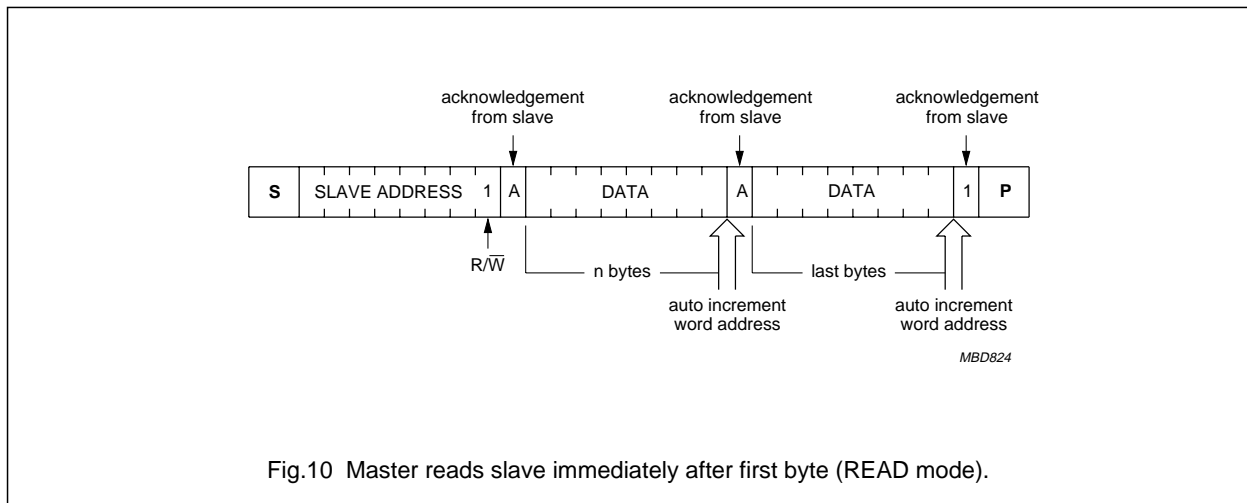 acknowledgement
from slave
acknowledgement
from slave
acknowledgement
from slave
S SLAVE ADDRESS 1 A DATA A DATA 1 P
R/W̅
n bytes
last bytes
auto increment
word address
auto increment
word address
MBD824
Fig.10 Master reads slave immediately after first byte (READ mode).